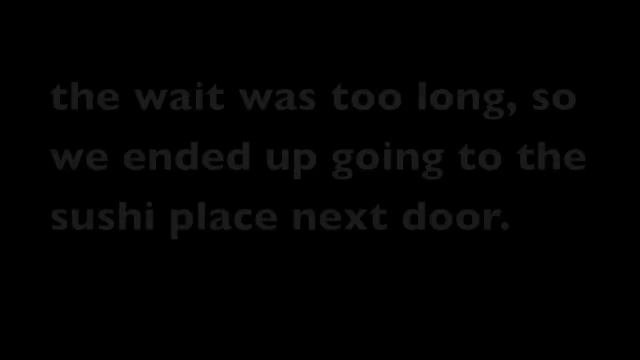 the wait was too long, so
we ended up going to the
sushi place next door.